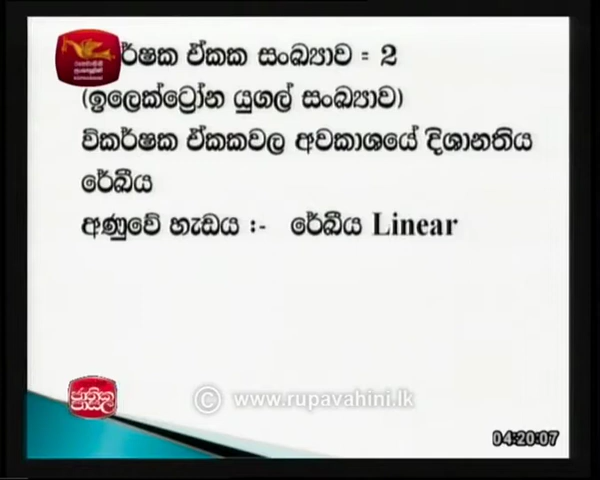 ර්ෂක ඒකක සංඛ්‍යාව = 2
(ඉලෙක්ට්‍රෝන යුගල් සංඛ්‍යාව)
විකර්ෂක ඒකකවල අවකාශයේ දිශානතිය
රේඛීය
අණුවේ හැඩය :- රේඛීය Linear
ජාතික
පාසල
© www.rupavahini.lk
04:20:07